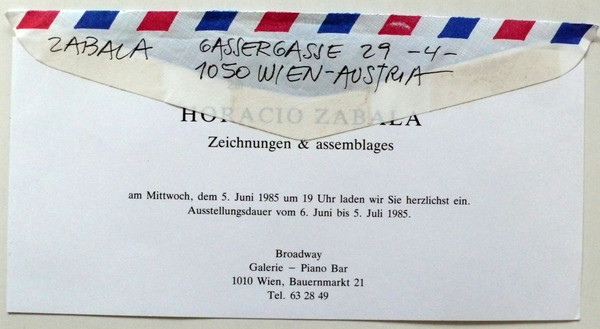 ZABALA GASSERGASSE 29 -4-
1050 WIEN-AUSTRIA
HORACIO ZABALA
Zeichnungen & assemblages
am Mittwoch, dem 5. Juni 1985 um 19 Uhr laden wir Sie herzlichst ein.
Ausstellungsdauer vom 6. Juni bis 5. Juli 1985.
Broadway
Galerie – Piano Bar
1010 Wien, Bauernmarkt 21
Tel. 63 28 49